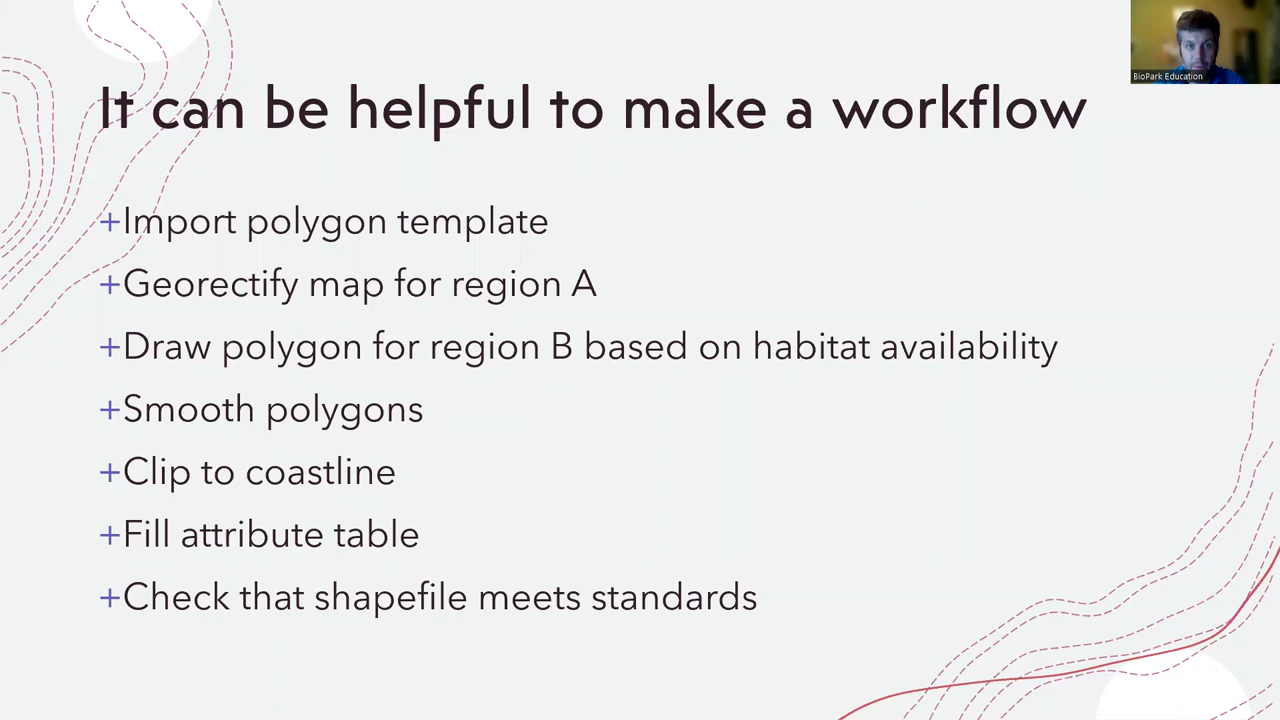 It can be helpful to make a workflow
BioPark Education
+Import polygon template
+Georectify map for region A
+Draw polygon for region B based on habitat availability
+Smooth polygons
+Clip to coastline
+Fill attribute table
+Check that shapefile meets standards